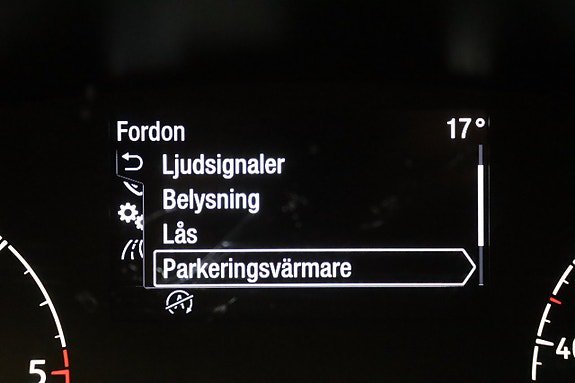 Fordon 17°
Ljudsignaler
Belysning
Lås
Parkeringsvärmare
A
5
40